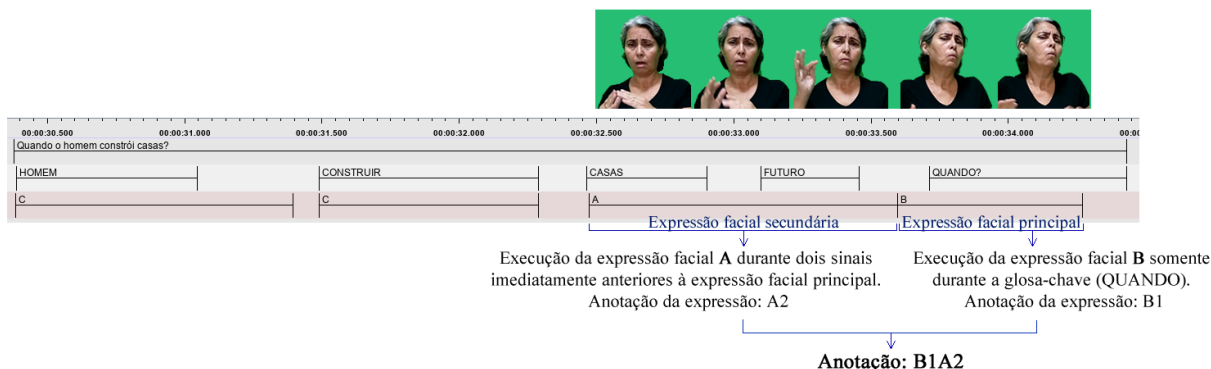 00:00:30.500 00:00:31.000 00:00:31.500 00:00:32.000 00:00:32.500 00:00:33.000 00:00:33.500 00:00:34.000 00:00
Quando o homem constrói casas?
HOMEM CONSTRUIR CASAS FUTURO QUANDO?
C C A B
Expressão facial secundária Expressão facial principal
Execução da expressão facial A durante dois sinais
imediatamente anteriores à expressão facial principal.
Anotação da expressão: A2
Execução da expressão facial B somente
durante a glosa-chave (QUANDO).
Anotação da expressão: B1
Anotação: B1A2